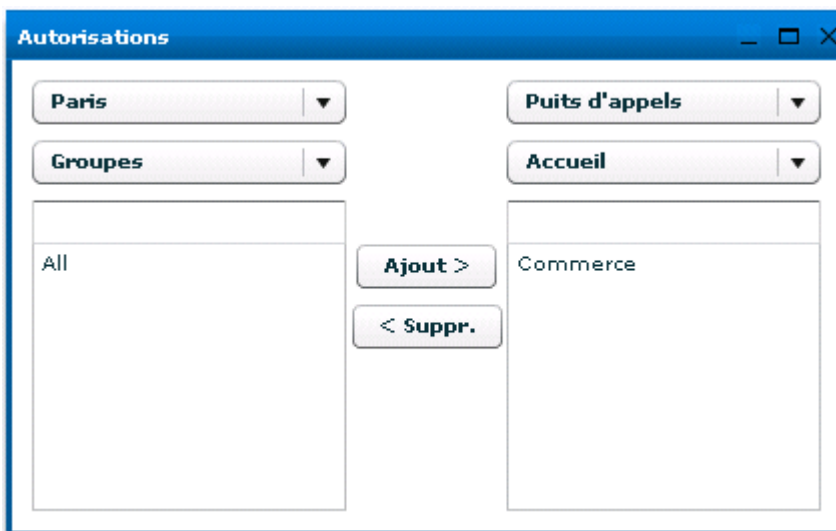 Autorisations
Paris
Puits d'appels
Groupes
Accueil
All
Ajout >
Commerce
< Suppr.